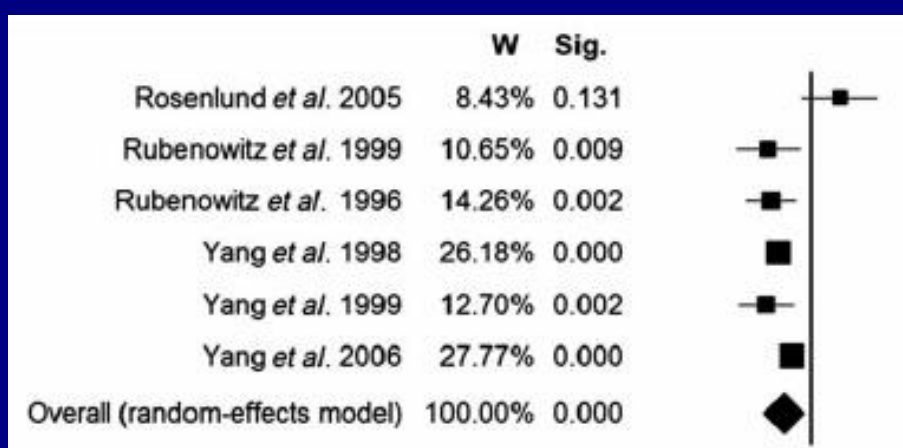 W Sig.
Rosenlund et al. 2005 8.43% 0.131
Rubenowitz et al. 1999 10.65% 0.009
Rubenowitz et al. 1996 14.26% 0.002
Yang et al. 1998 26.18% 0.000
Yang et al. 1999 12.70% 0.002
Yang et al. 2006 27.77% 0.000
Overall (random-effects model) 100.00% 0.000